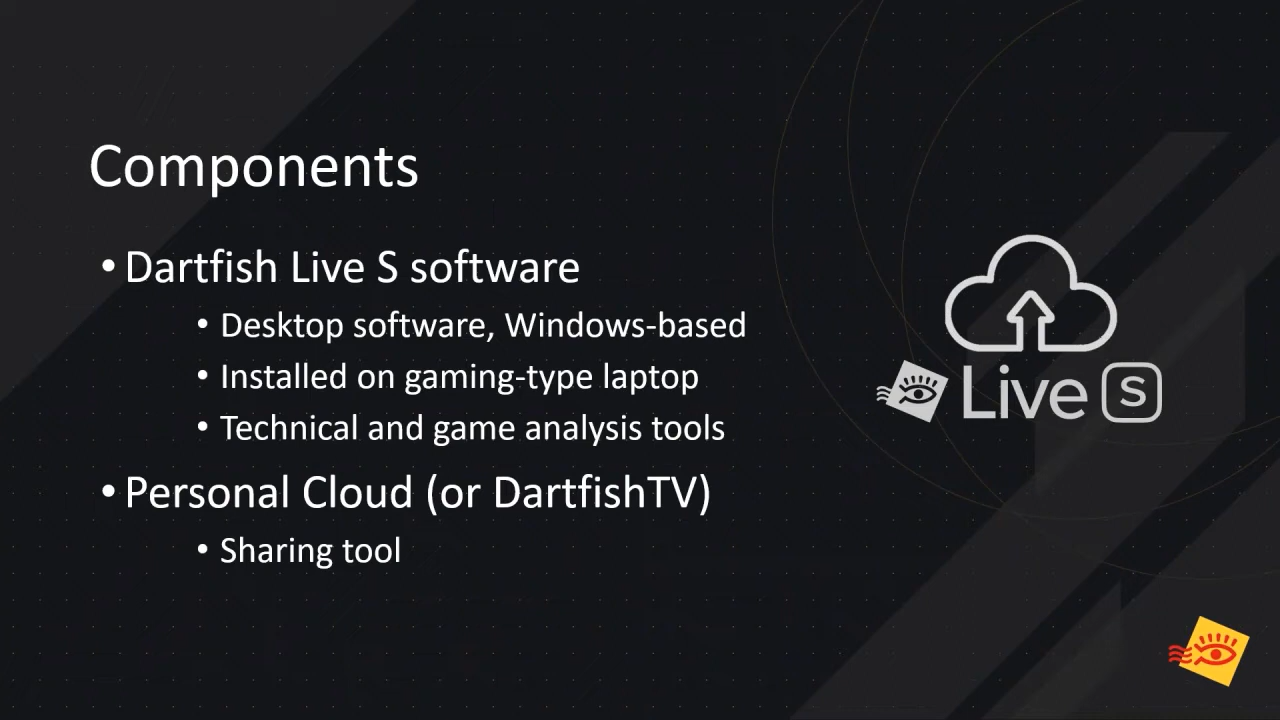 Components
• Dartfish Live S software
• Desktop software, Windows-based
• Installed on gaming-type laptop
• Technical and game analysis tools
• Personal Cloud (or DartfishTV)
• Sharing tool
Live S